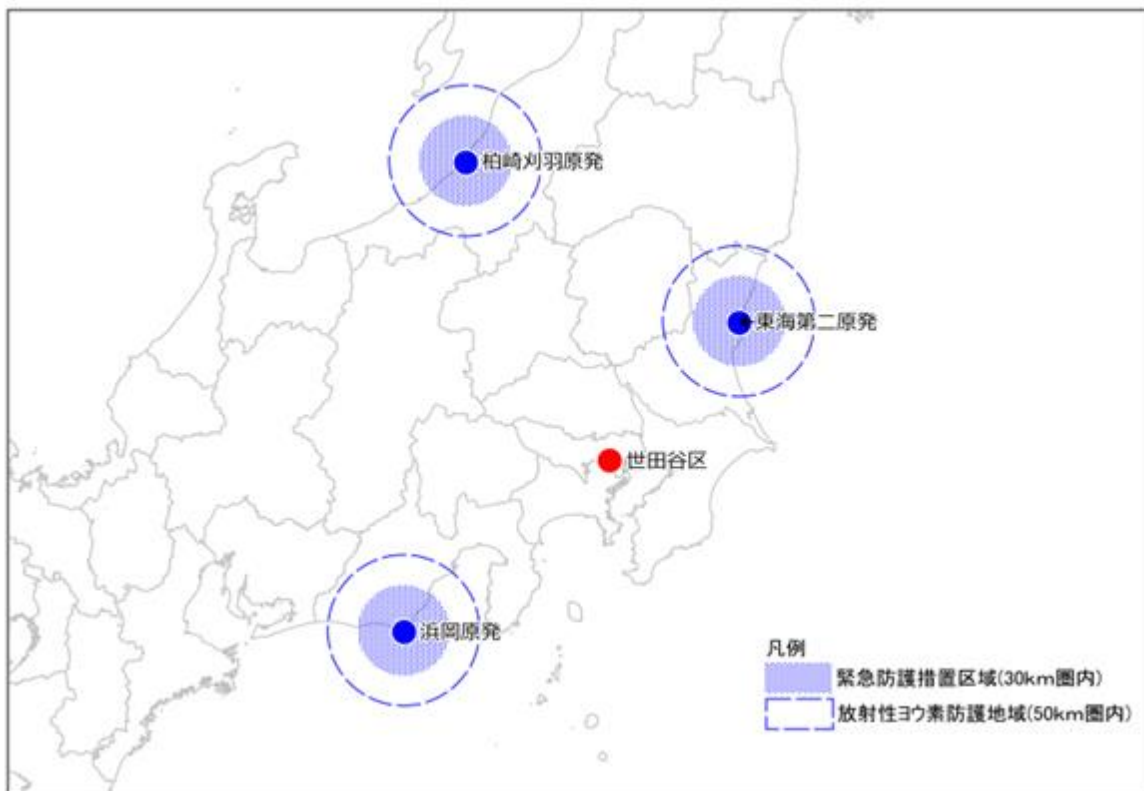 柏崎刈羽原発
東海第二原発
世田谷区
浜岡原発
凡例
緊急防護措置区域(30km圏内)
放射性ヨウ素防護地域(50km圏内)